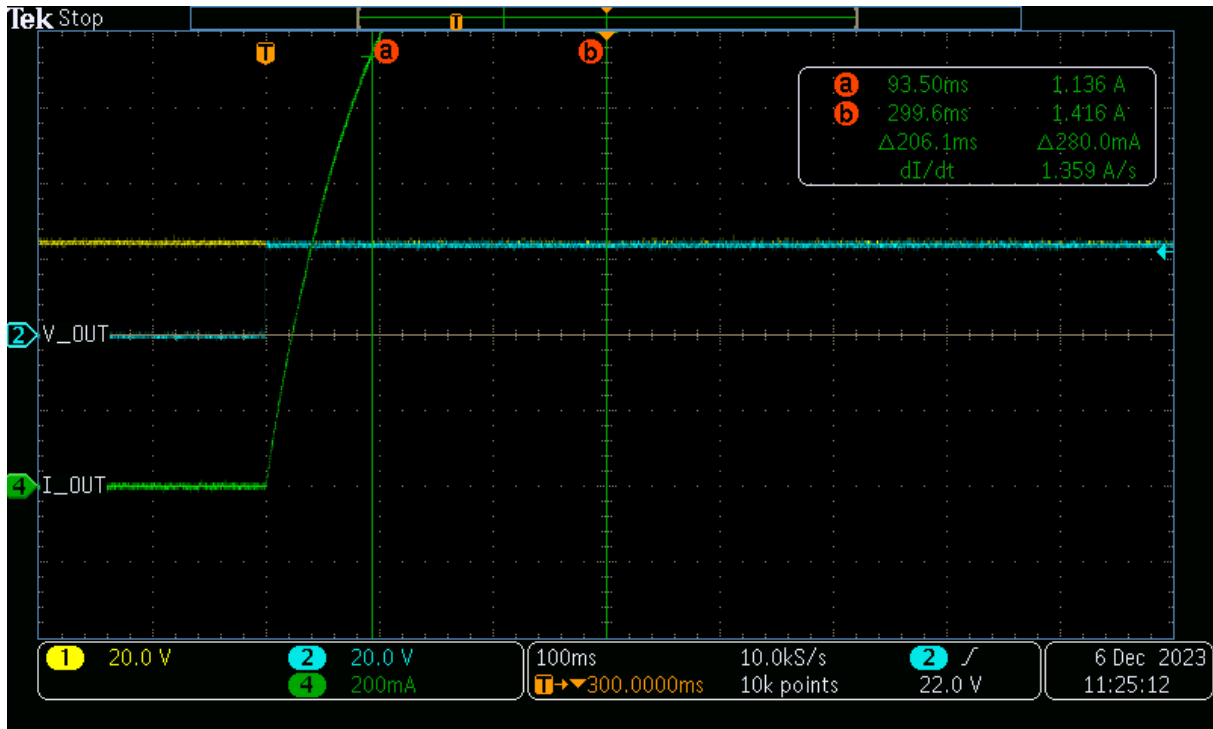 Tek Stop
T
T
a
b
a 93.50ms 1.136 A
b 299.6ms 1.416 A
△206.1ms △280.0mA
dI/dt 1.359 A/s
2 V_OUT
4 I_OUT
1 20.0 V 2 20.0 V
4 200mA
100ms 10.0kS/s 2 ∫
T→▼300.0000ms 10k points 22.0 V
6 Dec 2023
11:25:12